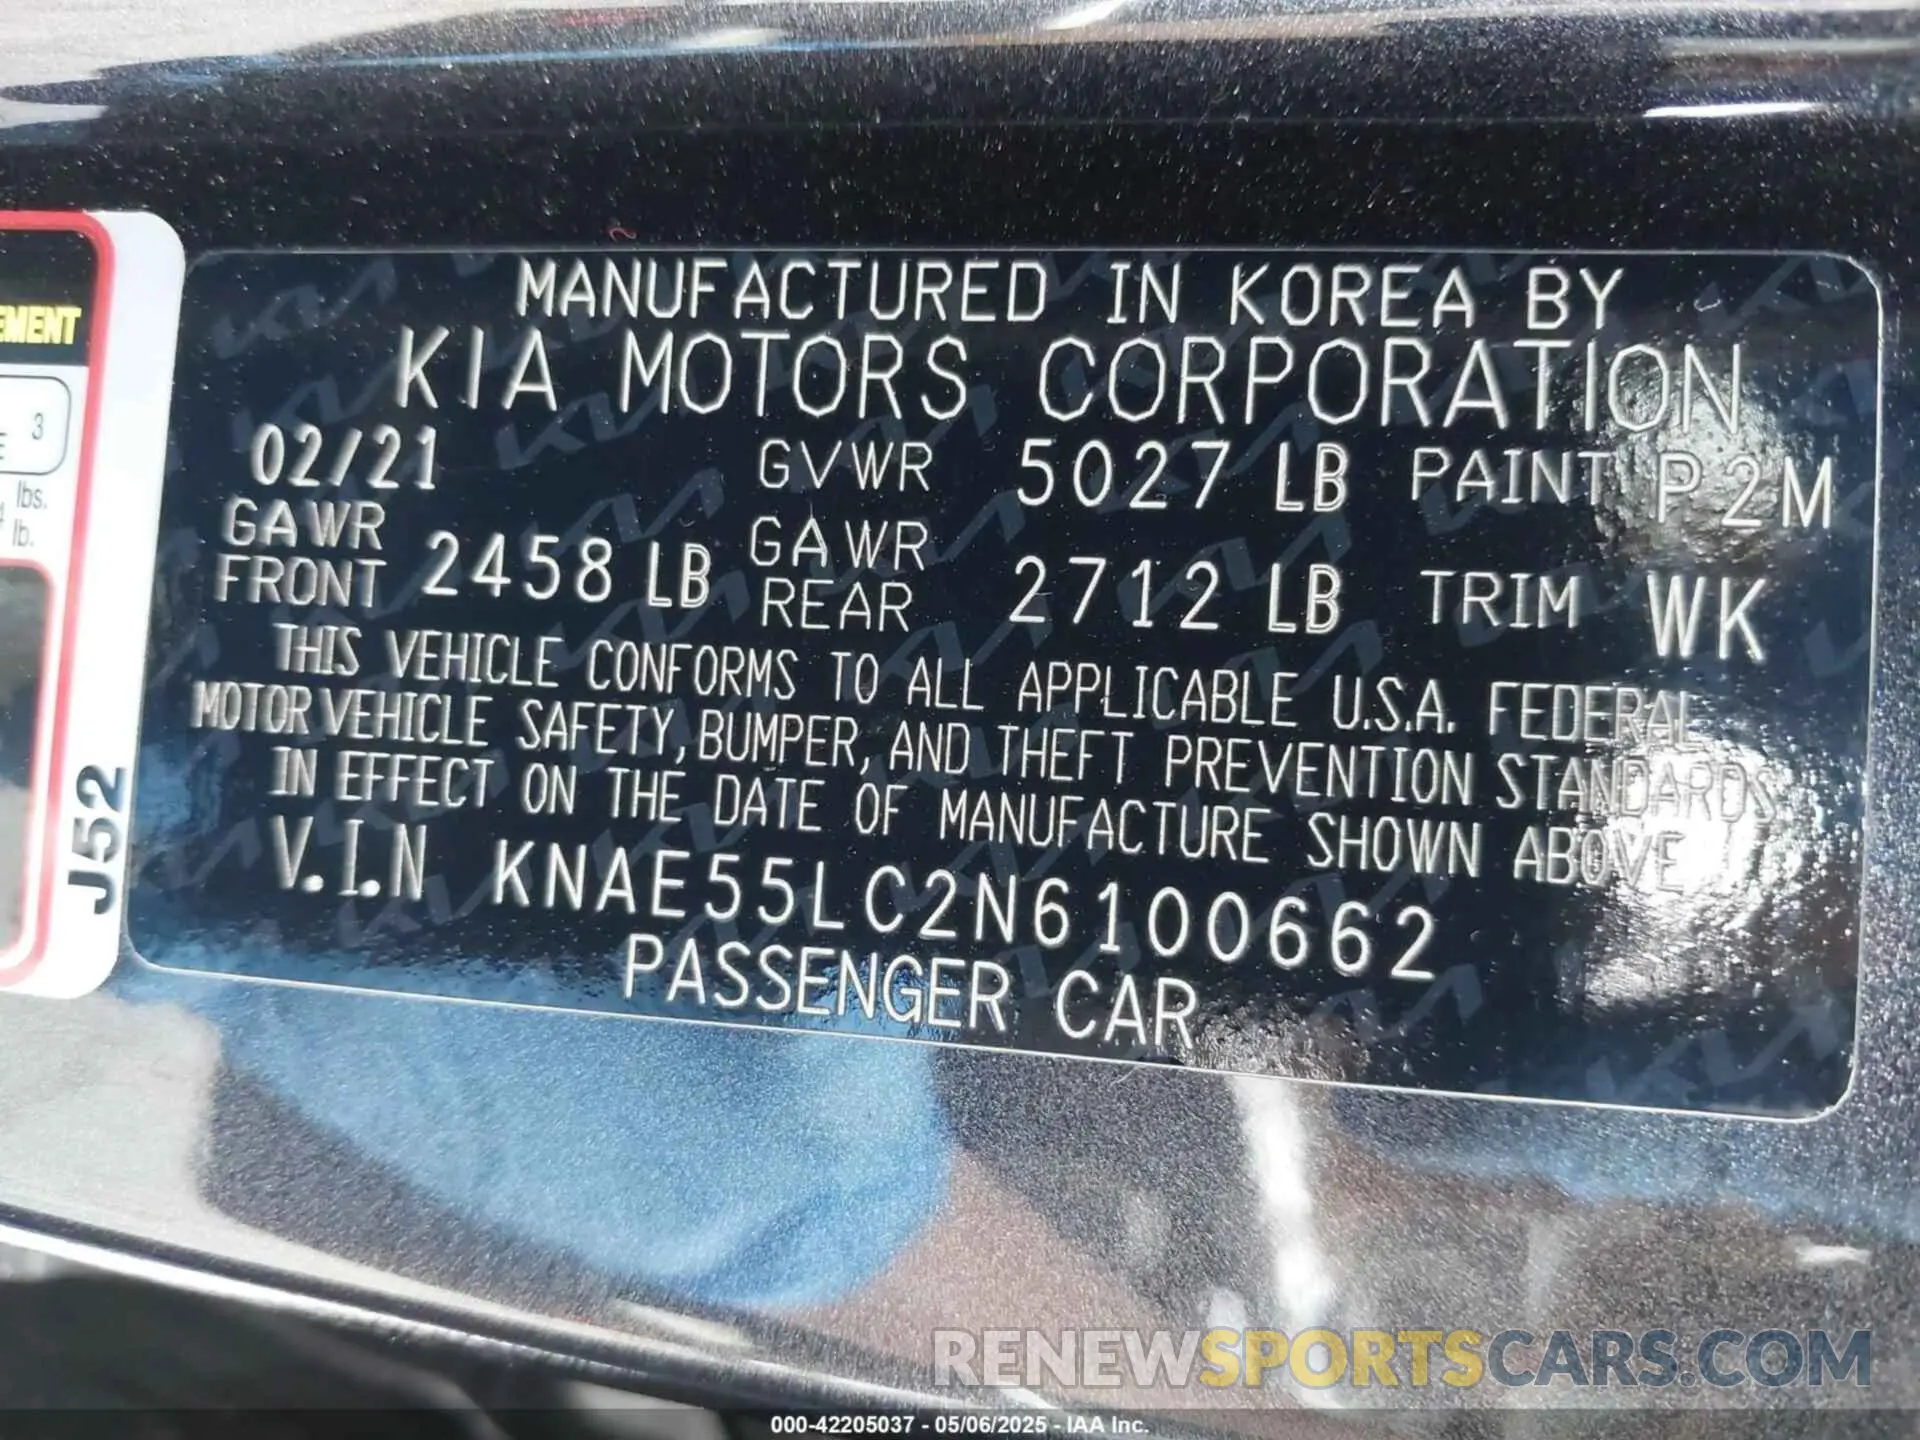 MANUFACTURED IN KOREA BY
KIA MOTORS CORPORATION
02/21 GVWR 5027 LB PAINT P2M
GAWR FRONT 2458 LB GAWR REAR 2712 LB TRIM WK
THIS VEHICLE CONFORMS TO ALL APPLICABLE U.S.A. FEDERAL
MOTOR VEHICLE SAFETY, BUMPER, AND THEFT PREVENTION STANDARDS
IN EFFECT ON THE DATE OF MANUFACTURE SHOWN ABOVE.
V.I.N KNAE55LC2N6100662
PASSENGER CAR
EMENT
3
lbs.
lb.
J52
RENEWSPORTSCARS.COM
000-42205037 - 05/06/2025 - IAA Inc.